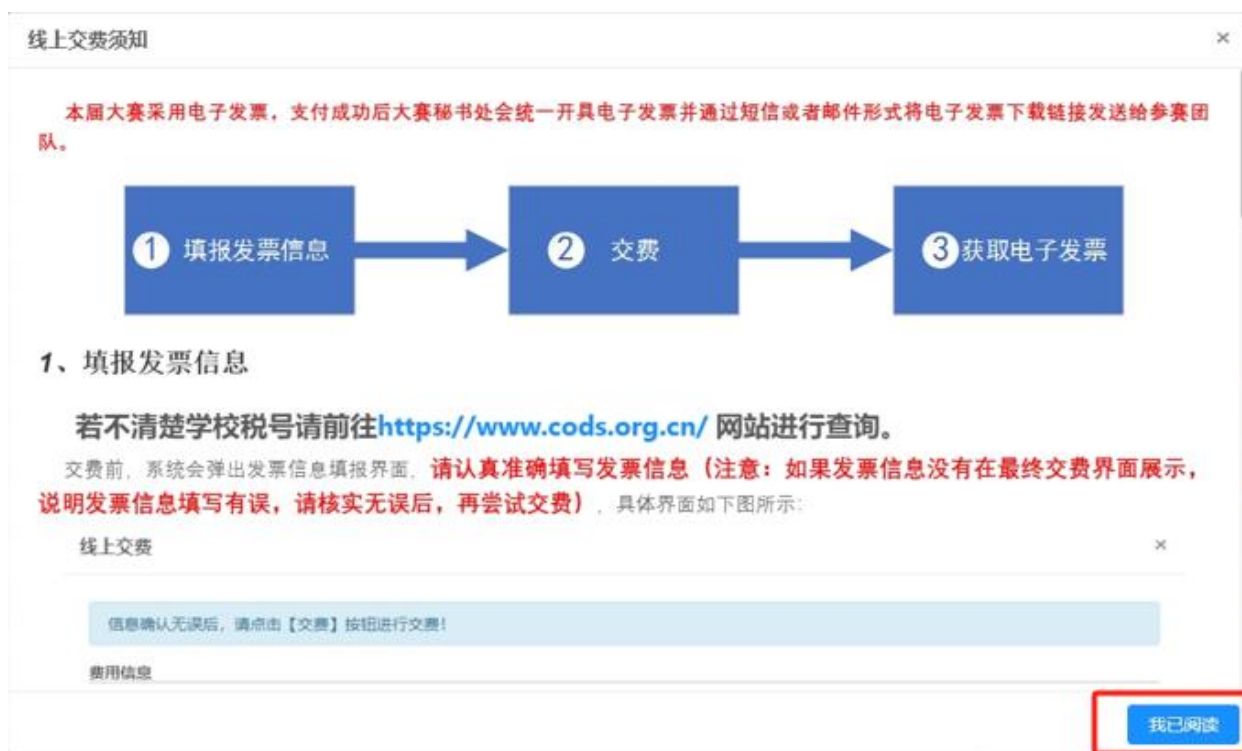 线上交费须知
×
本届大赛采用电子发票，支付成功后大赛秘书处会统一开具电子发票并通过短信或者邮件形式将电子发票下载链接发送给参赛团
队。
1 填报发票信息
2 交费
3 获取电子发票
1、填报发票信息
若不清楚学校税号请前往https://www.cods.org.cn/ 网站进行查询。
交费前，系统会弹出发票信息填报界面，请认真准确填写发票信息（注意：如果发票信息没有在最终交费界面展示，
说明发票信息填写有误，请核实无误后，再尝试交费），具体界面如下图所示：
线上交费
×
信息确认无误后，请点击【交费】按钮进行交费！
费用信息
我已阅读